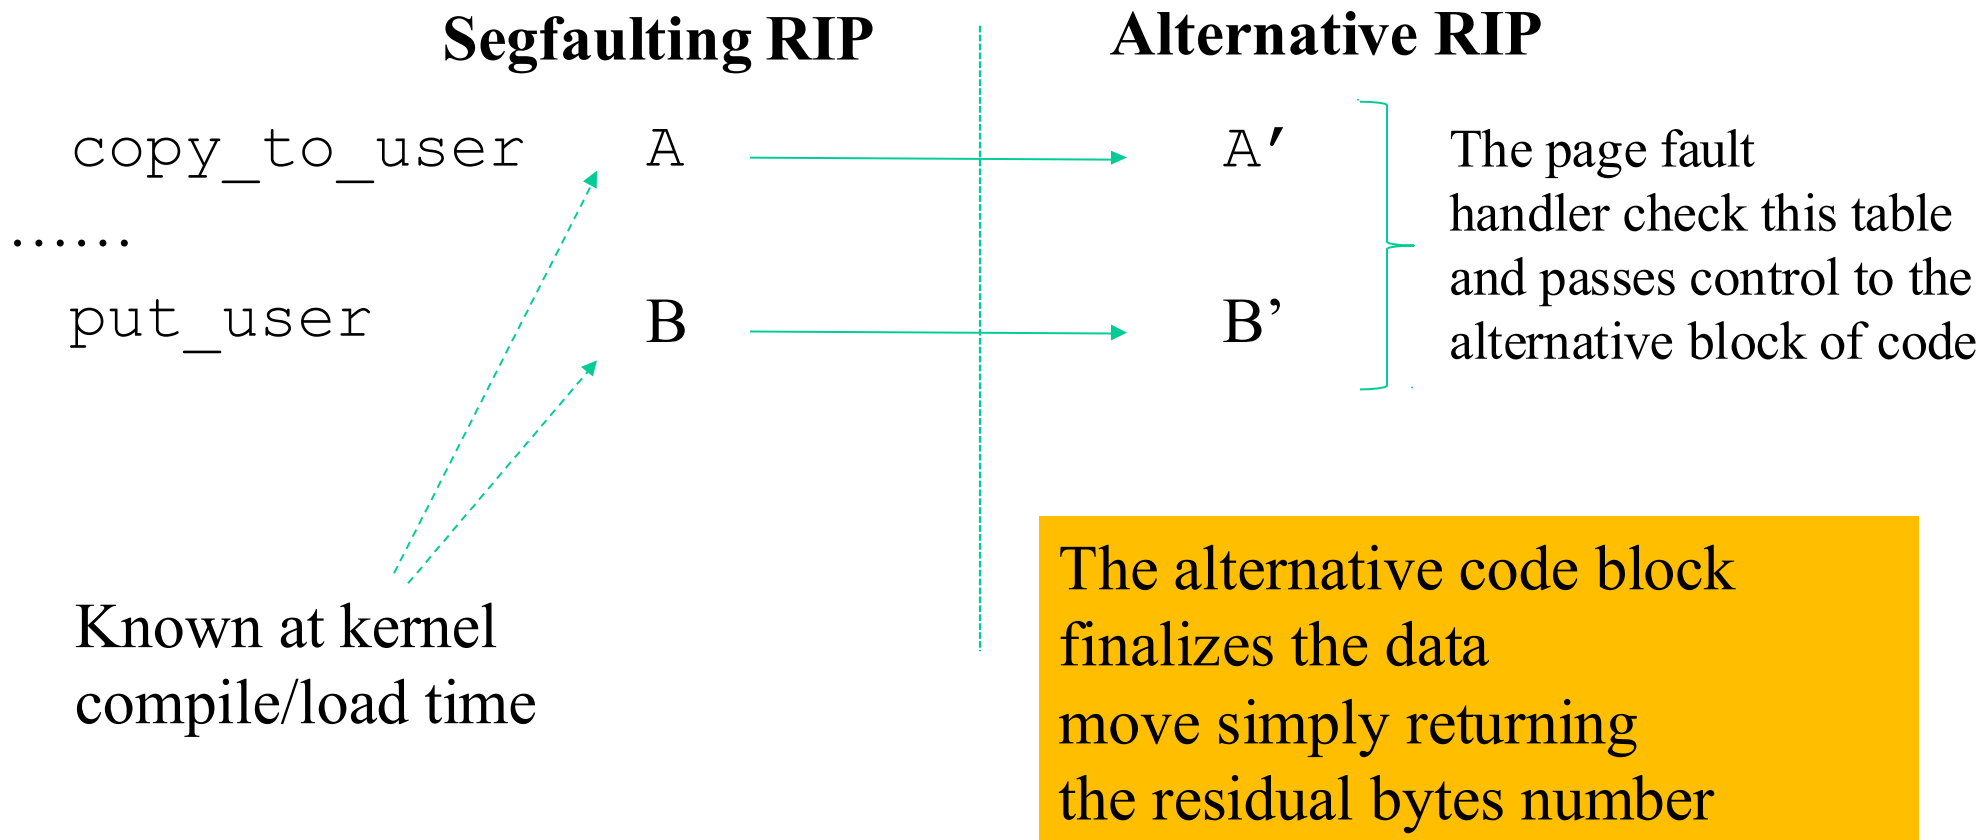 Segfaulting RIP
Alternative RIP
copy_to_user A A′
......
put_user B B’
The page fault
handler check this table
and passes control to the
alternative block of code
Known at kernel
compile/load time
The alternative code block
finalizes the data
move simply returning
the residual bytes number